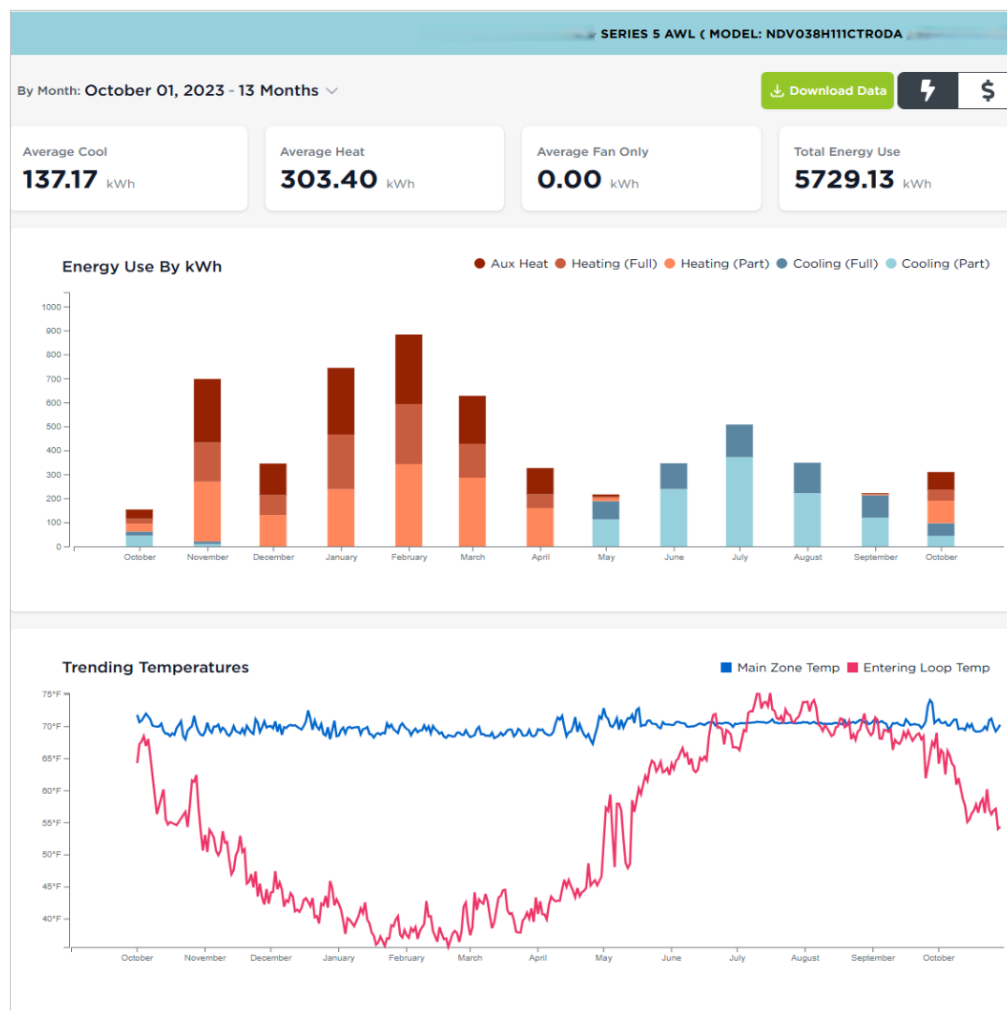 SERIES 5 AWL ( MODEL: NDV038H111CTR0DA
By Month: October 01, 2023 - 13 Months
Download Data
$
Average Cool
137.17 kWh
Average Heat
303.40 kWh
Average Fan Only
0.00 kWh
Total Energy Use
5729.13 kWh
Energy Use By kWh
Aux Heat Heating (Full) Heating (Part) Cooling (Full) Cooling (Part)
1000
900
800
700
600
500
400
300
200
100
0
October November December January February March April May June July August September October
Trending Temperatures
Main Zone Temp Entering Loop Temp
75°F
70°F
65°F
60°F
55°F
50°F
45°F
40°F
October November December January February March April May June July August September October